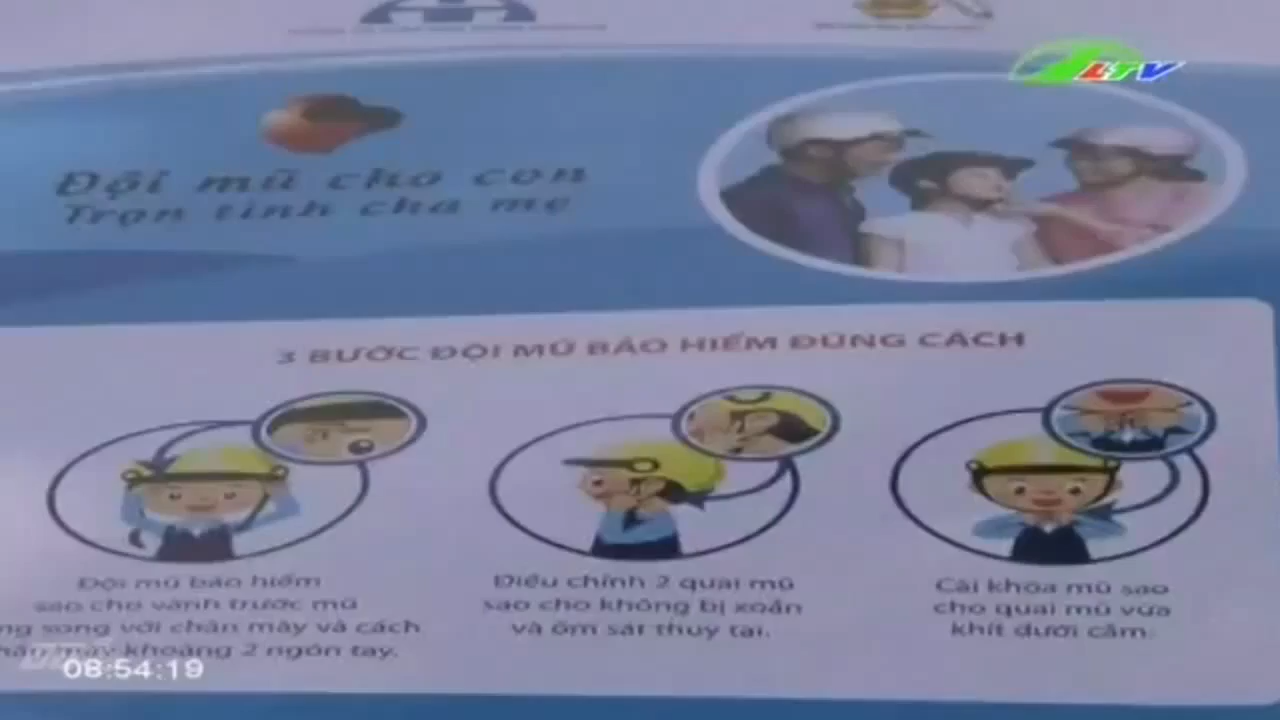 LTV
Đội mũ cho con
Trọn tình cha mẹ
3 BƯỚC ĐỘI MŨ BẢO HIỂM ĐÚNG CÁCH
Đội mũ bảo hiểm
sao cho vành trước mũ
song với chân mày và cách
mày khoảng 2 ngón tay.
Điều chỉnh 2 quai mũ
sao cho không bị xoắn
và ôm sát thùy tai.
Cài khóa mũ sao
cho quai mũ vừa
khít dưới cằm.
08:54:19